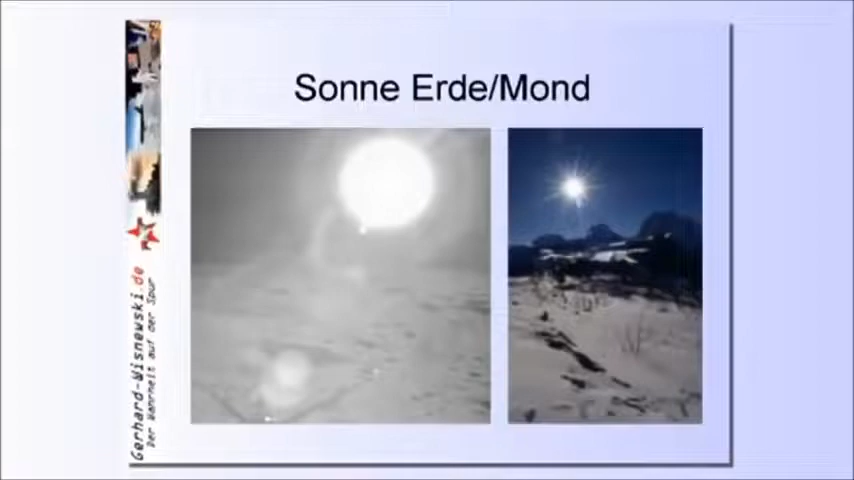 Sonne Erde/Mond
Gerhard-Wisnewski.de
Der Wahrheit auf der Spur